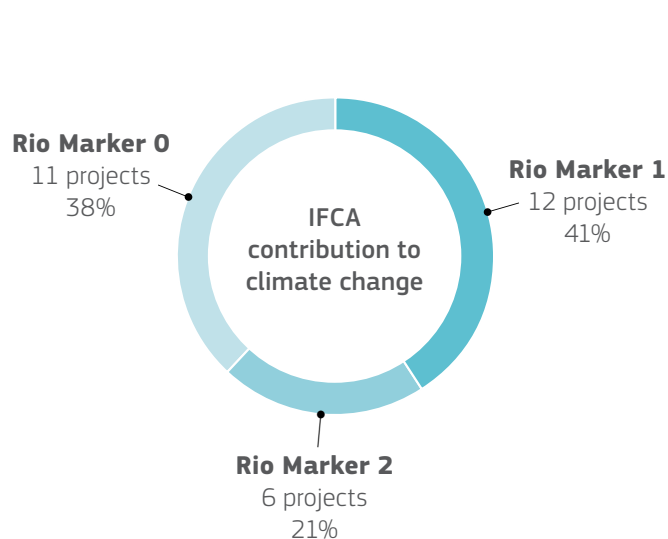 Rio Marker 0
11 projects
38%
Rio Marker 1
12 projects
41%
IFCA
contribution to
climate change
Rio Marker 2
6 projects
21%